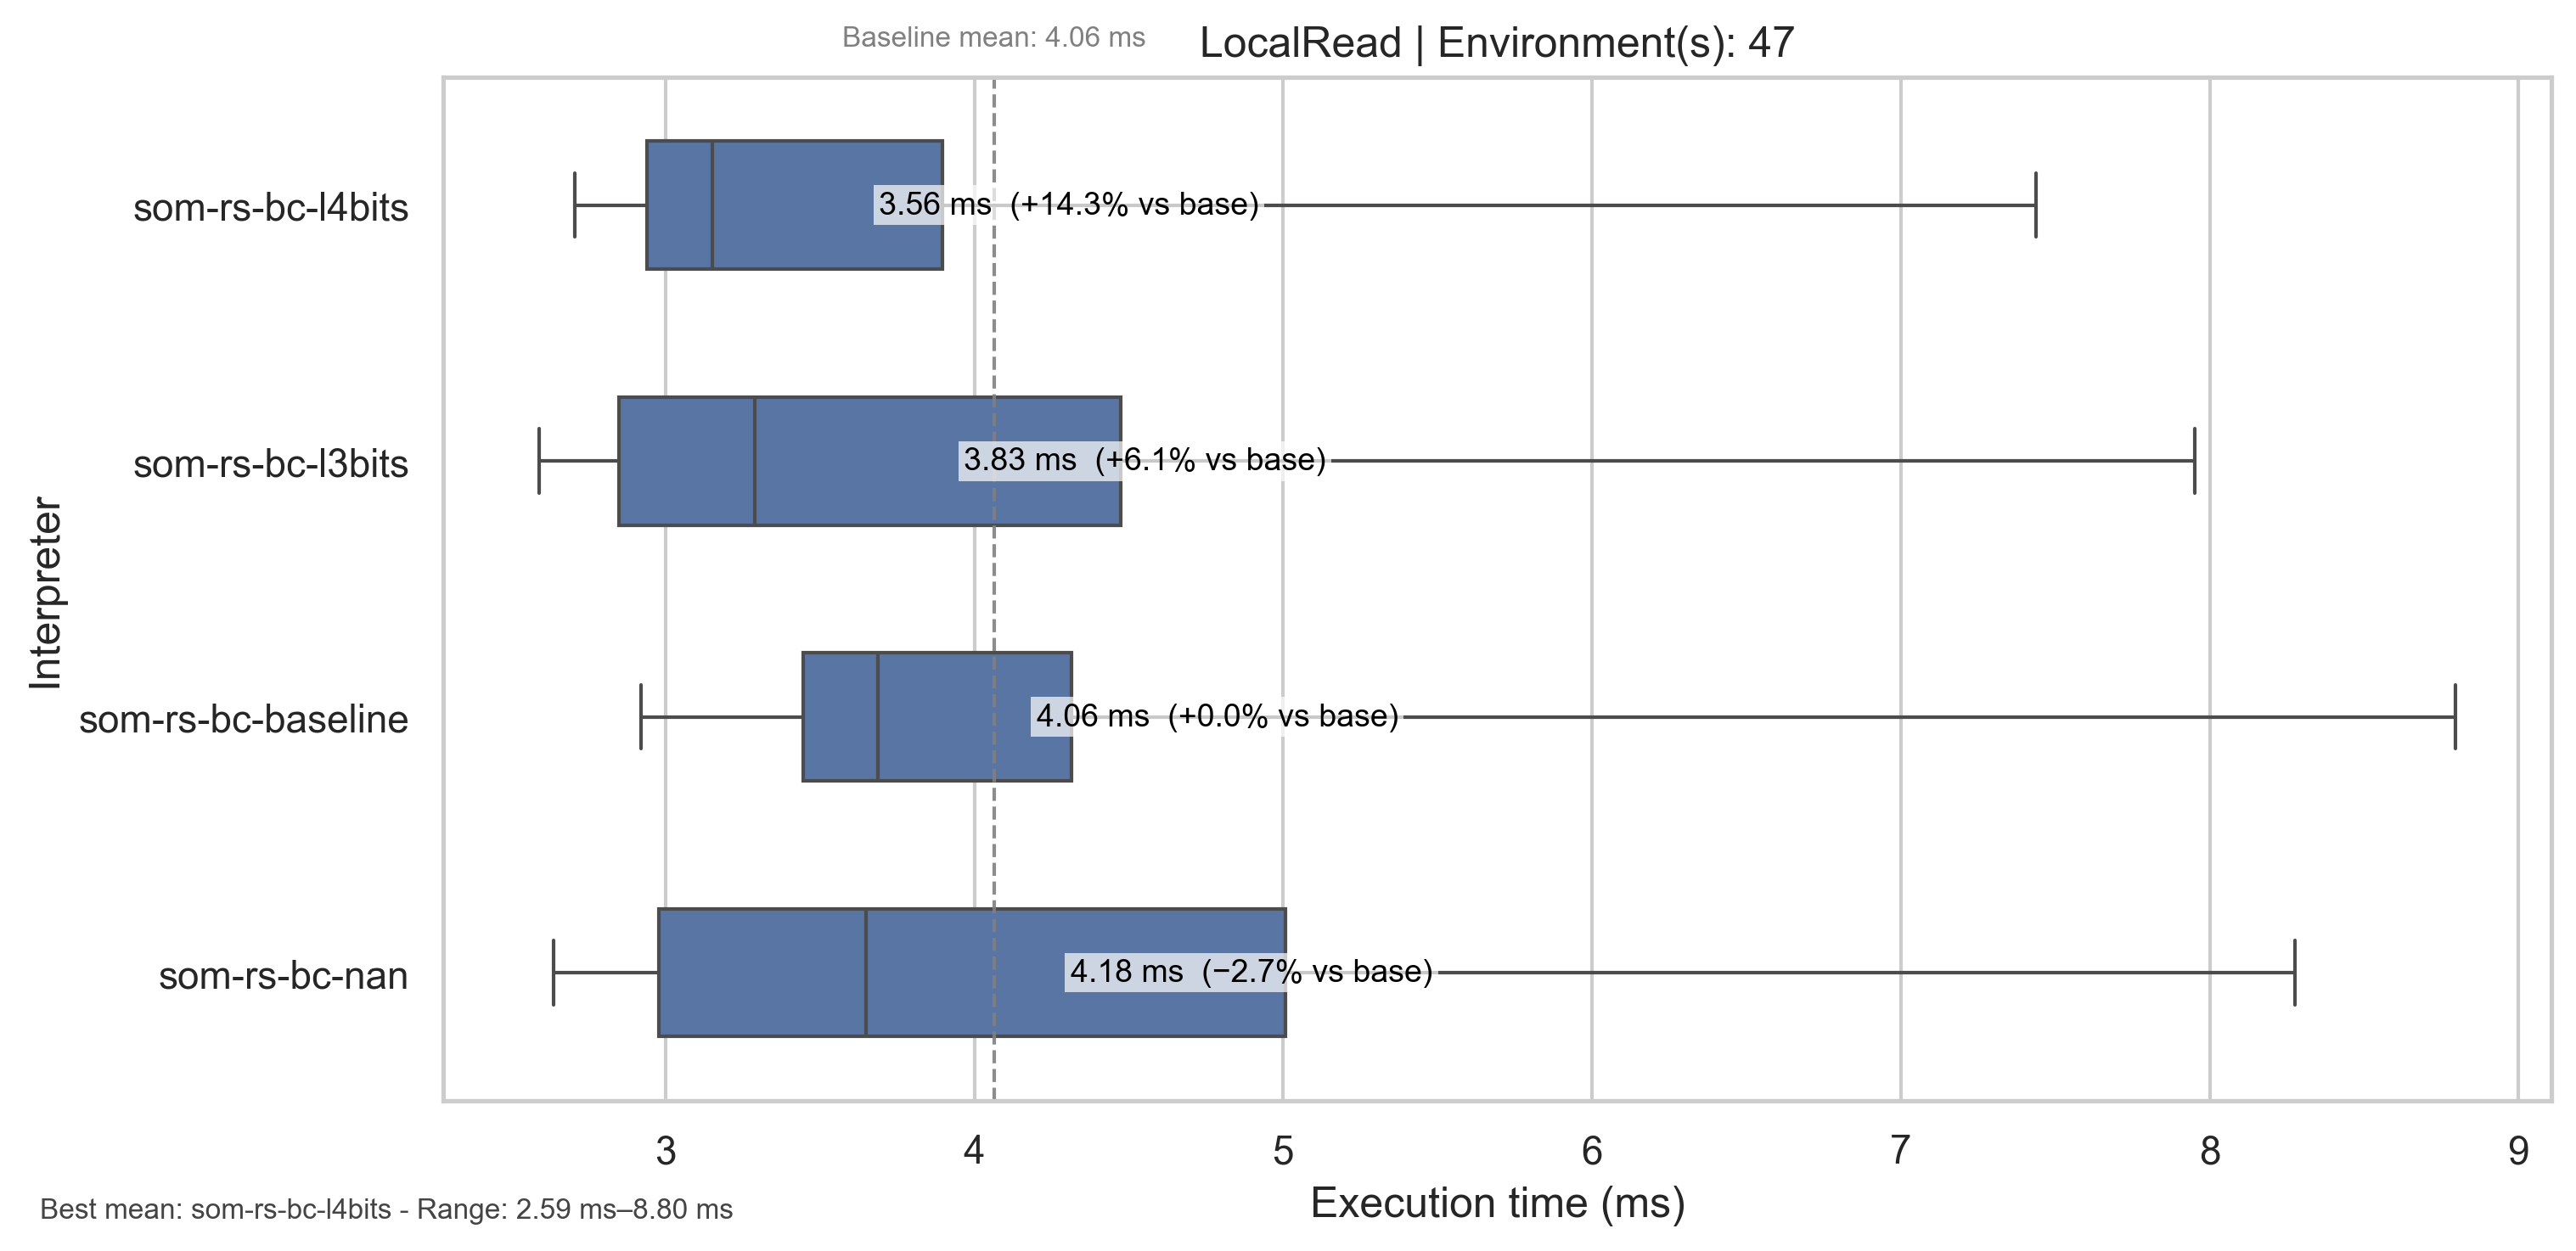 Baseline mean: 4.06 ms
LocalRead | Environment(s): 47
som-rs-bc-l4bits
3.56 ms (+14.3% vs base)
som-rs-bc-l3bits
3.83 ms (+6.1% vs base)
Interpreter
som-rs-bc-baseline
4.06 ms (+0.0% vs base)
som-rs-bc-nan
4.18 ms (−2.7% vs base)
3 4 5 6 7 8 9
Execution time (ms)
Best mean: som-rs-bc-l4bits - Range: 2.59 ms–8.80 ms